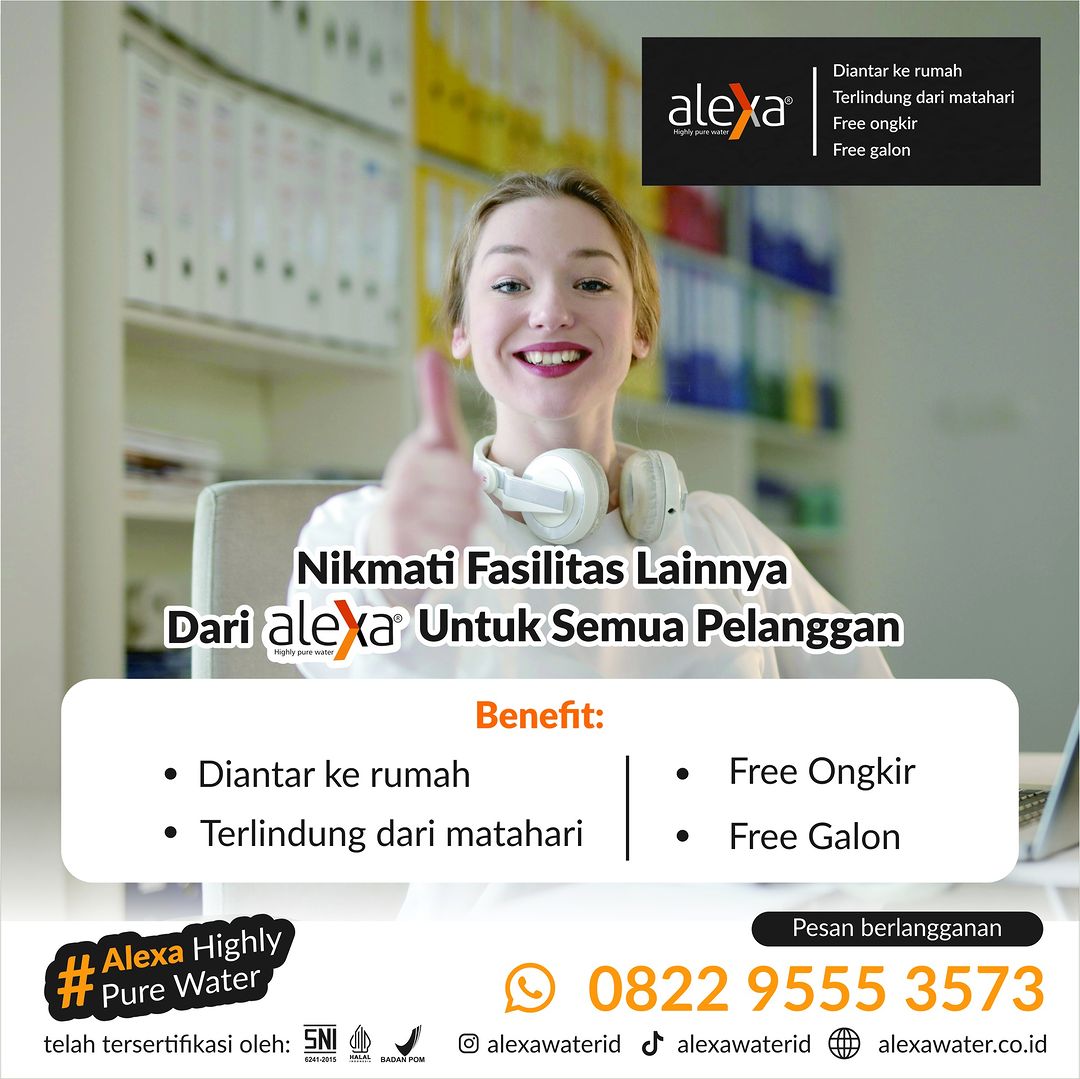 alexa®
Highly pure water
Diantar ke rumah
Terlindung dari matahari
Free ongkir
Free galon
Nikmati Fasilitas Lainnya
Dari alexa® Untuk Semua Pelanggan
Highly pure water
Benefit:
• Diantar ke rumah
• Terlindung dari matahari
• Free Ongkir
• Free Galon
#Alexa Highly
Pure Water
Pesan berlangganan
0822 9555 3573
telah tersertifikasi oleh: SNI 6241-2015 HALAL INDONESIA BADAN POM
alexawaterid alexawaterid alexawater.co.id